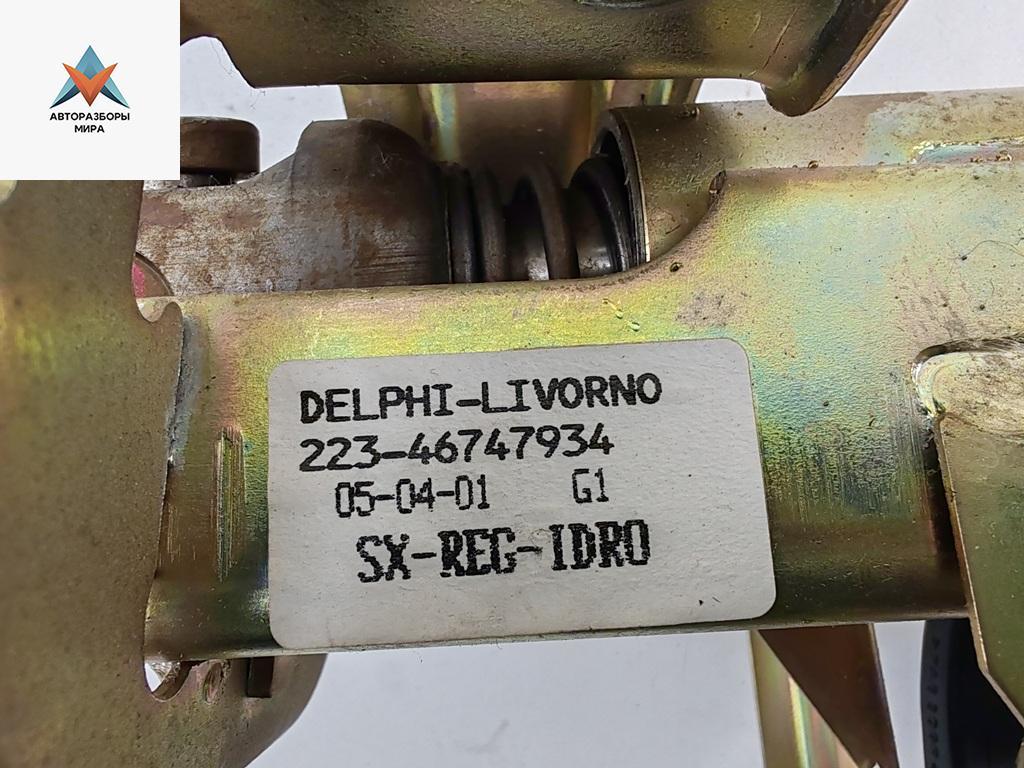 АВТОРАЗБОРЫ
МИРА
DELPHI-LIVORNO
223-46747934
05-04-01 G1
SX-REG-IDRO